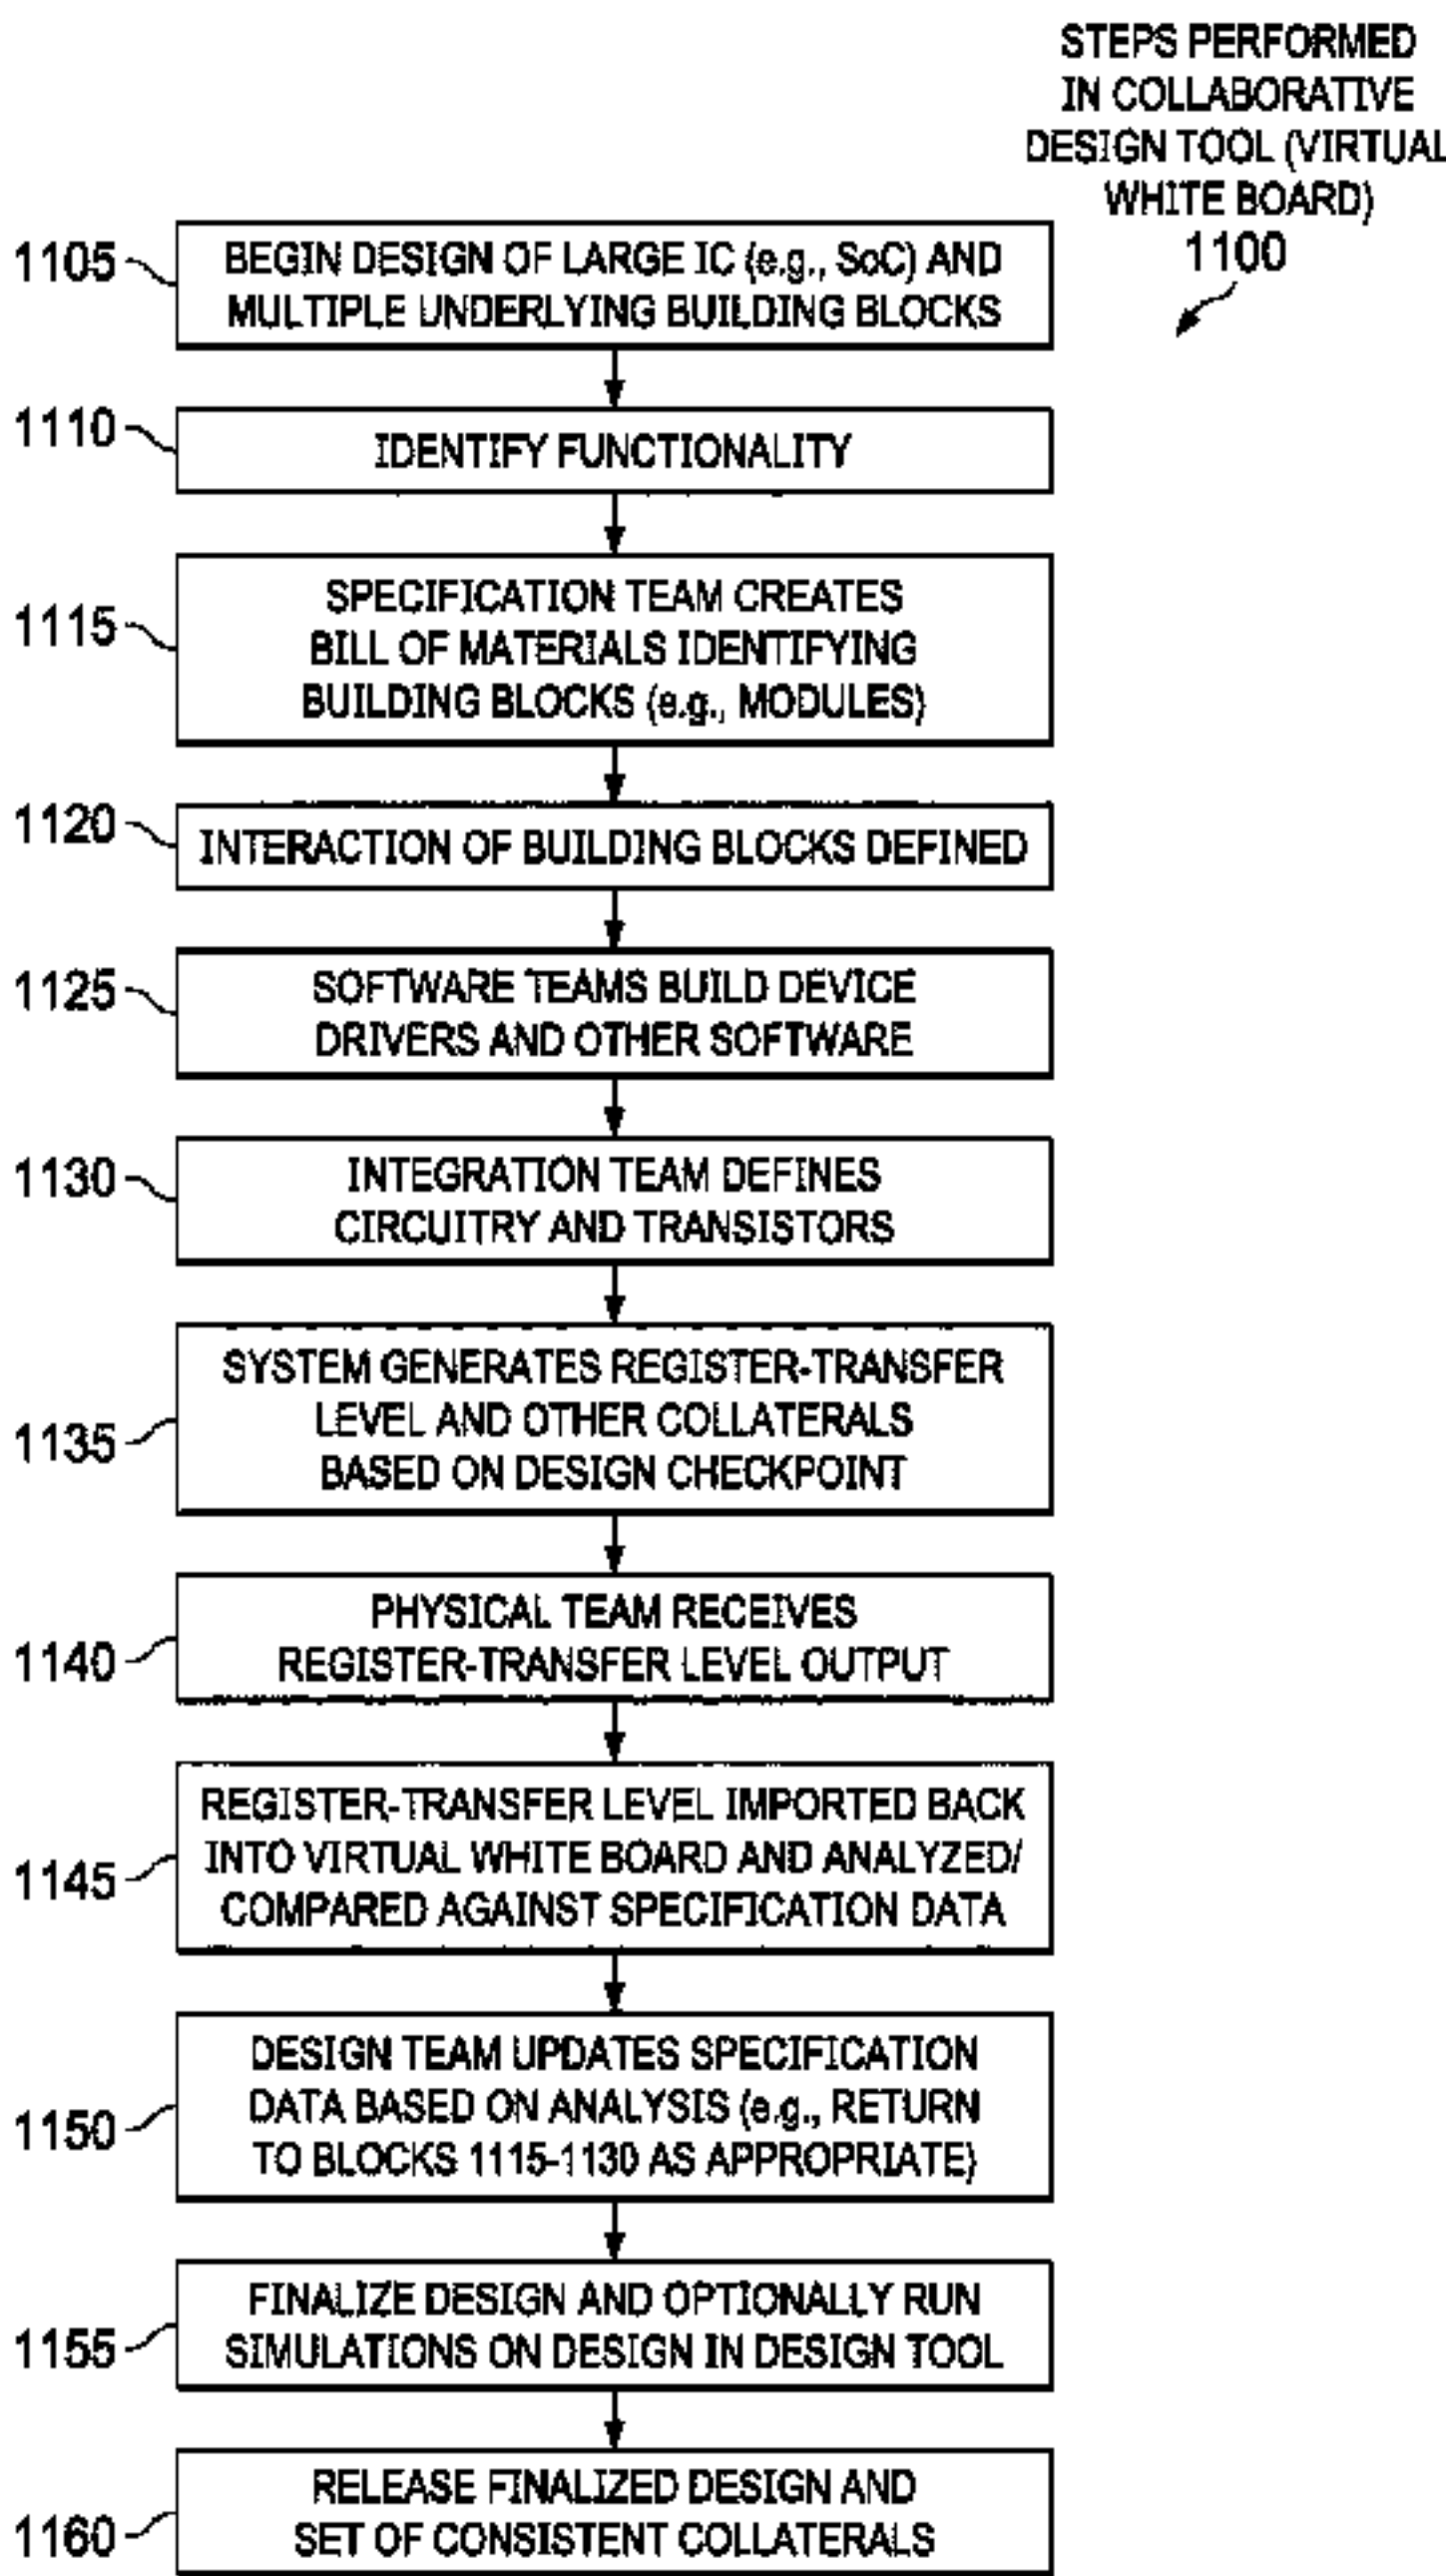 STEPS PERFORMED
IN COLLABORATIVE
DESIGN TOOL (VIRTUAL
WHITE BOARD)
1100
1105
BEGIN DESIGN OF LARGE IC (e.g., SoC) AND
MULTIPLE UNDERLYING BUILDING BLOCKS
1110
IDENTIFY FUNCTIONALITY
1115
SPECIFICATION TEAM CREATES
BILL OF MATERIALS IDENTIFYING
BUILDING BLOCKS (e.g., MODULES)
1120
INTERACTION OF BUILDING BLOCKS DEFINED
1125
SOFTWARE TEAMS BUILD DEVICE
DRIVERS AND OTHER SOFTWARE
1130
INTEGRATION TEAM DEFINES
CIRCUITRY AND TRANSISTORS
1135
SYSTEM GENERATES REGISTER-TRANSFER
LEVEL AND OTHER COLLATERALS
BASED ON DESIGN CHECKPOINT
1140
PHYSICAL TEAM RECEIVES
REGISTER-TRANSFER LEVEL OUTPUT
1145
REGISTER-TRANSFER LEVEL IMPORTED BACK
INTO VIRTUAL WHITE BOARD AND ANALYZED/
COMPARED AGAINST SPECIFICATION DATA
1150
DESIGN TEAM UPDATES SPECIFICATION
DATA BASED ON ANALYSIS (e.g., RETURN
TO BLOCKS 1115-1130 AS APPROPRIATE)
1155
FINALIZE DESIGN AND OPTIONALLY RUN
SIMULATIONS ON DESIGN IN DESIGN TOOL
1160
RELEASE FINALIZED DESIGN AND
SET OF CONSISTENT COLLATERALS